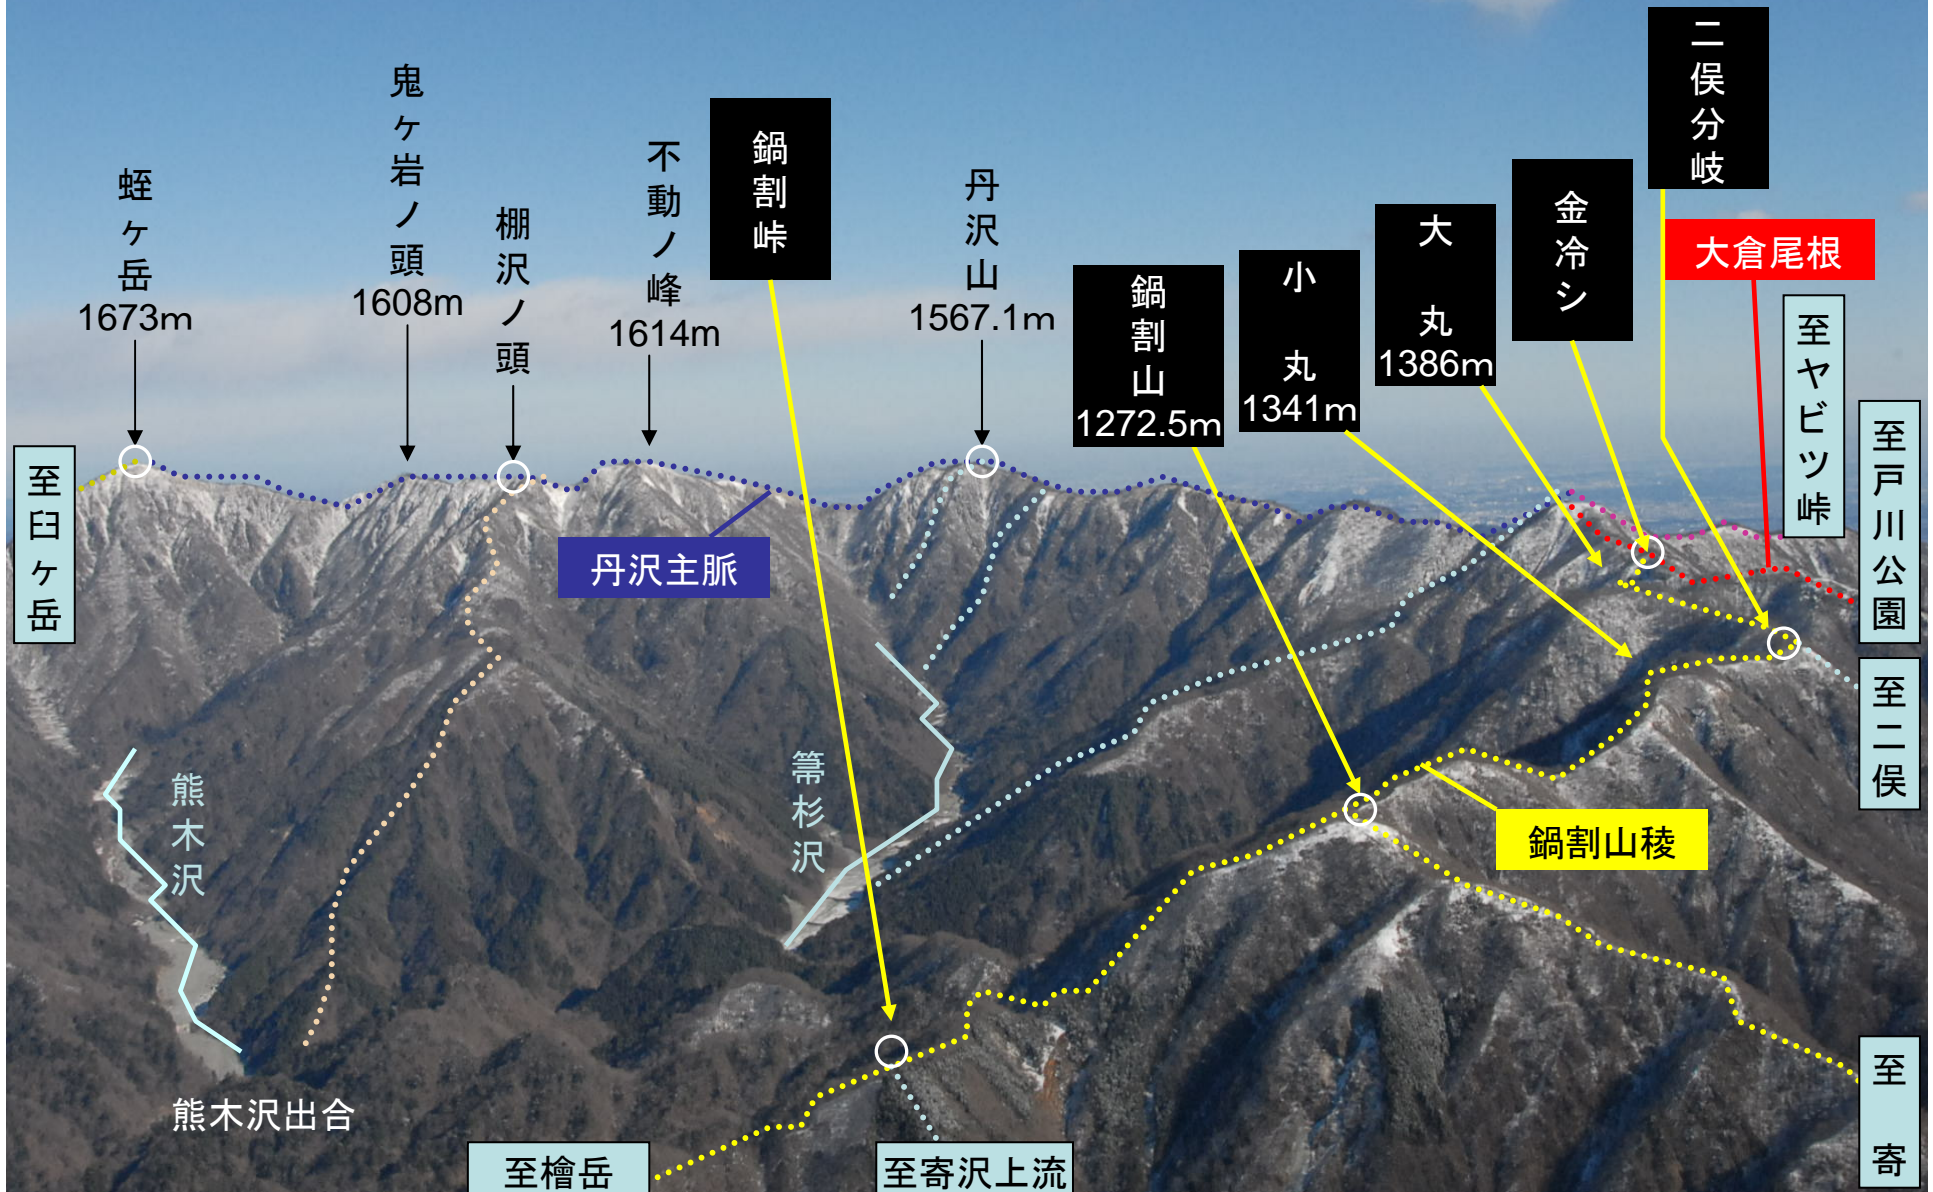 蛭ヶ岳
1673m
鬼ヶ岩ノ頭
1608m
棚沢ノ頭
不動ノ峰
1614m
鍋割峠
丹沢山
1567.1m
鍋割山
1272.5m
小丸
1341m
大丸
1386m
金冷シ
二俣分岐
大倉尾根
至ヤビツ峠
至戸川公園
至臼ヶ岳
丹沢主脈
至二俣
熊木沢
箒杉沢
鍋割山稜
熊木沢出合
至檜岳
至寄沢上流
至寄